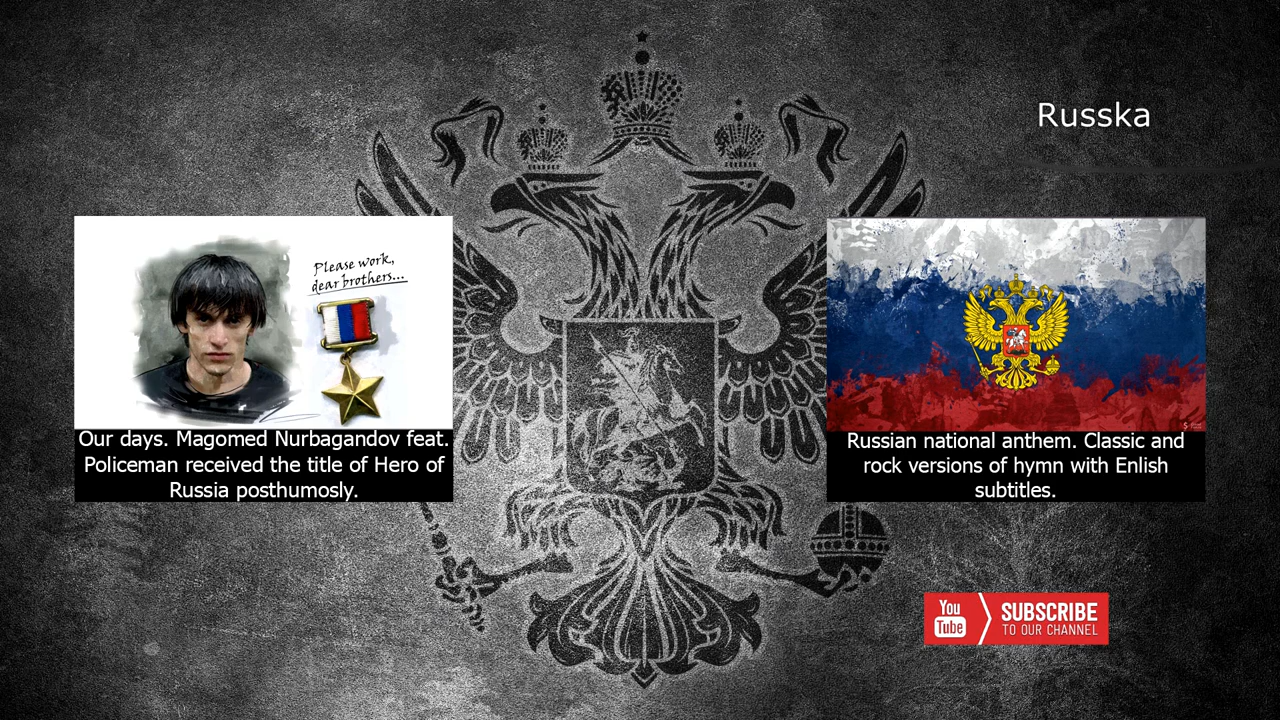 Russka
Please work,
dear brothers...
Our days. Magomed Nurbagandov feat.
Policeman received the title of Hero of
Russia posthumosly.
Russian national anthem. Classic and
rock versions of hymn with Enlish
subtitles.
You
Tube
SUBSCRIBE
TO OUR CHANNEL